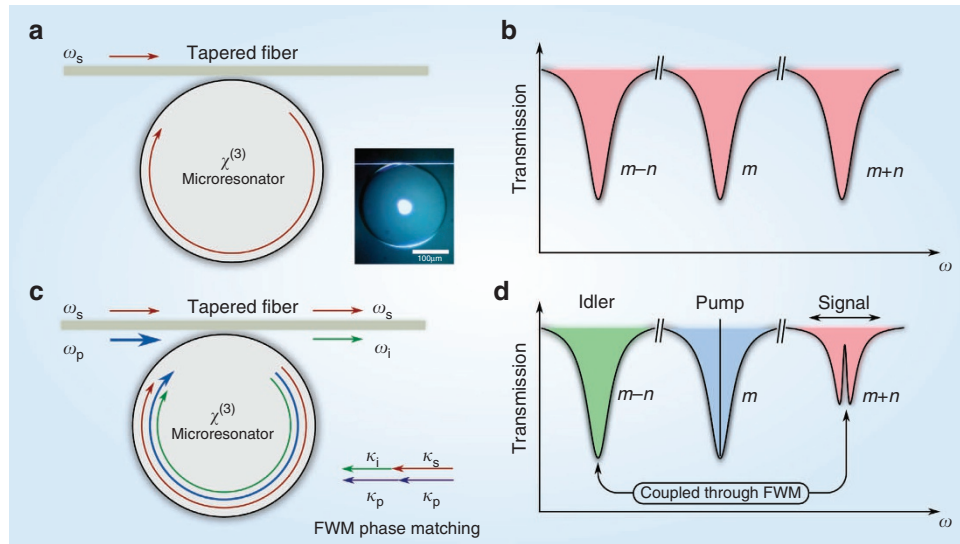 a
ωs
Tapered fiber
χ(3)
Microresonator
100μm
b
Transmission
m–n
m
m+n
ω
c
ωs
Tapered fiber
ωs
ωp
ωi
χ(3)
Microresonator
κi
κs
κp
κp
FWM phase matching
d
Idler
Pump
Signal
Transmission
m–n
m
m+n
Coupled through FWM
ω